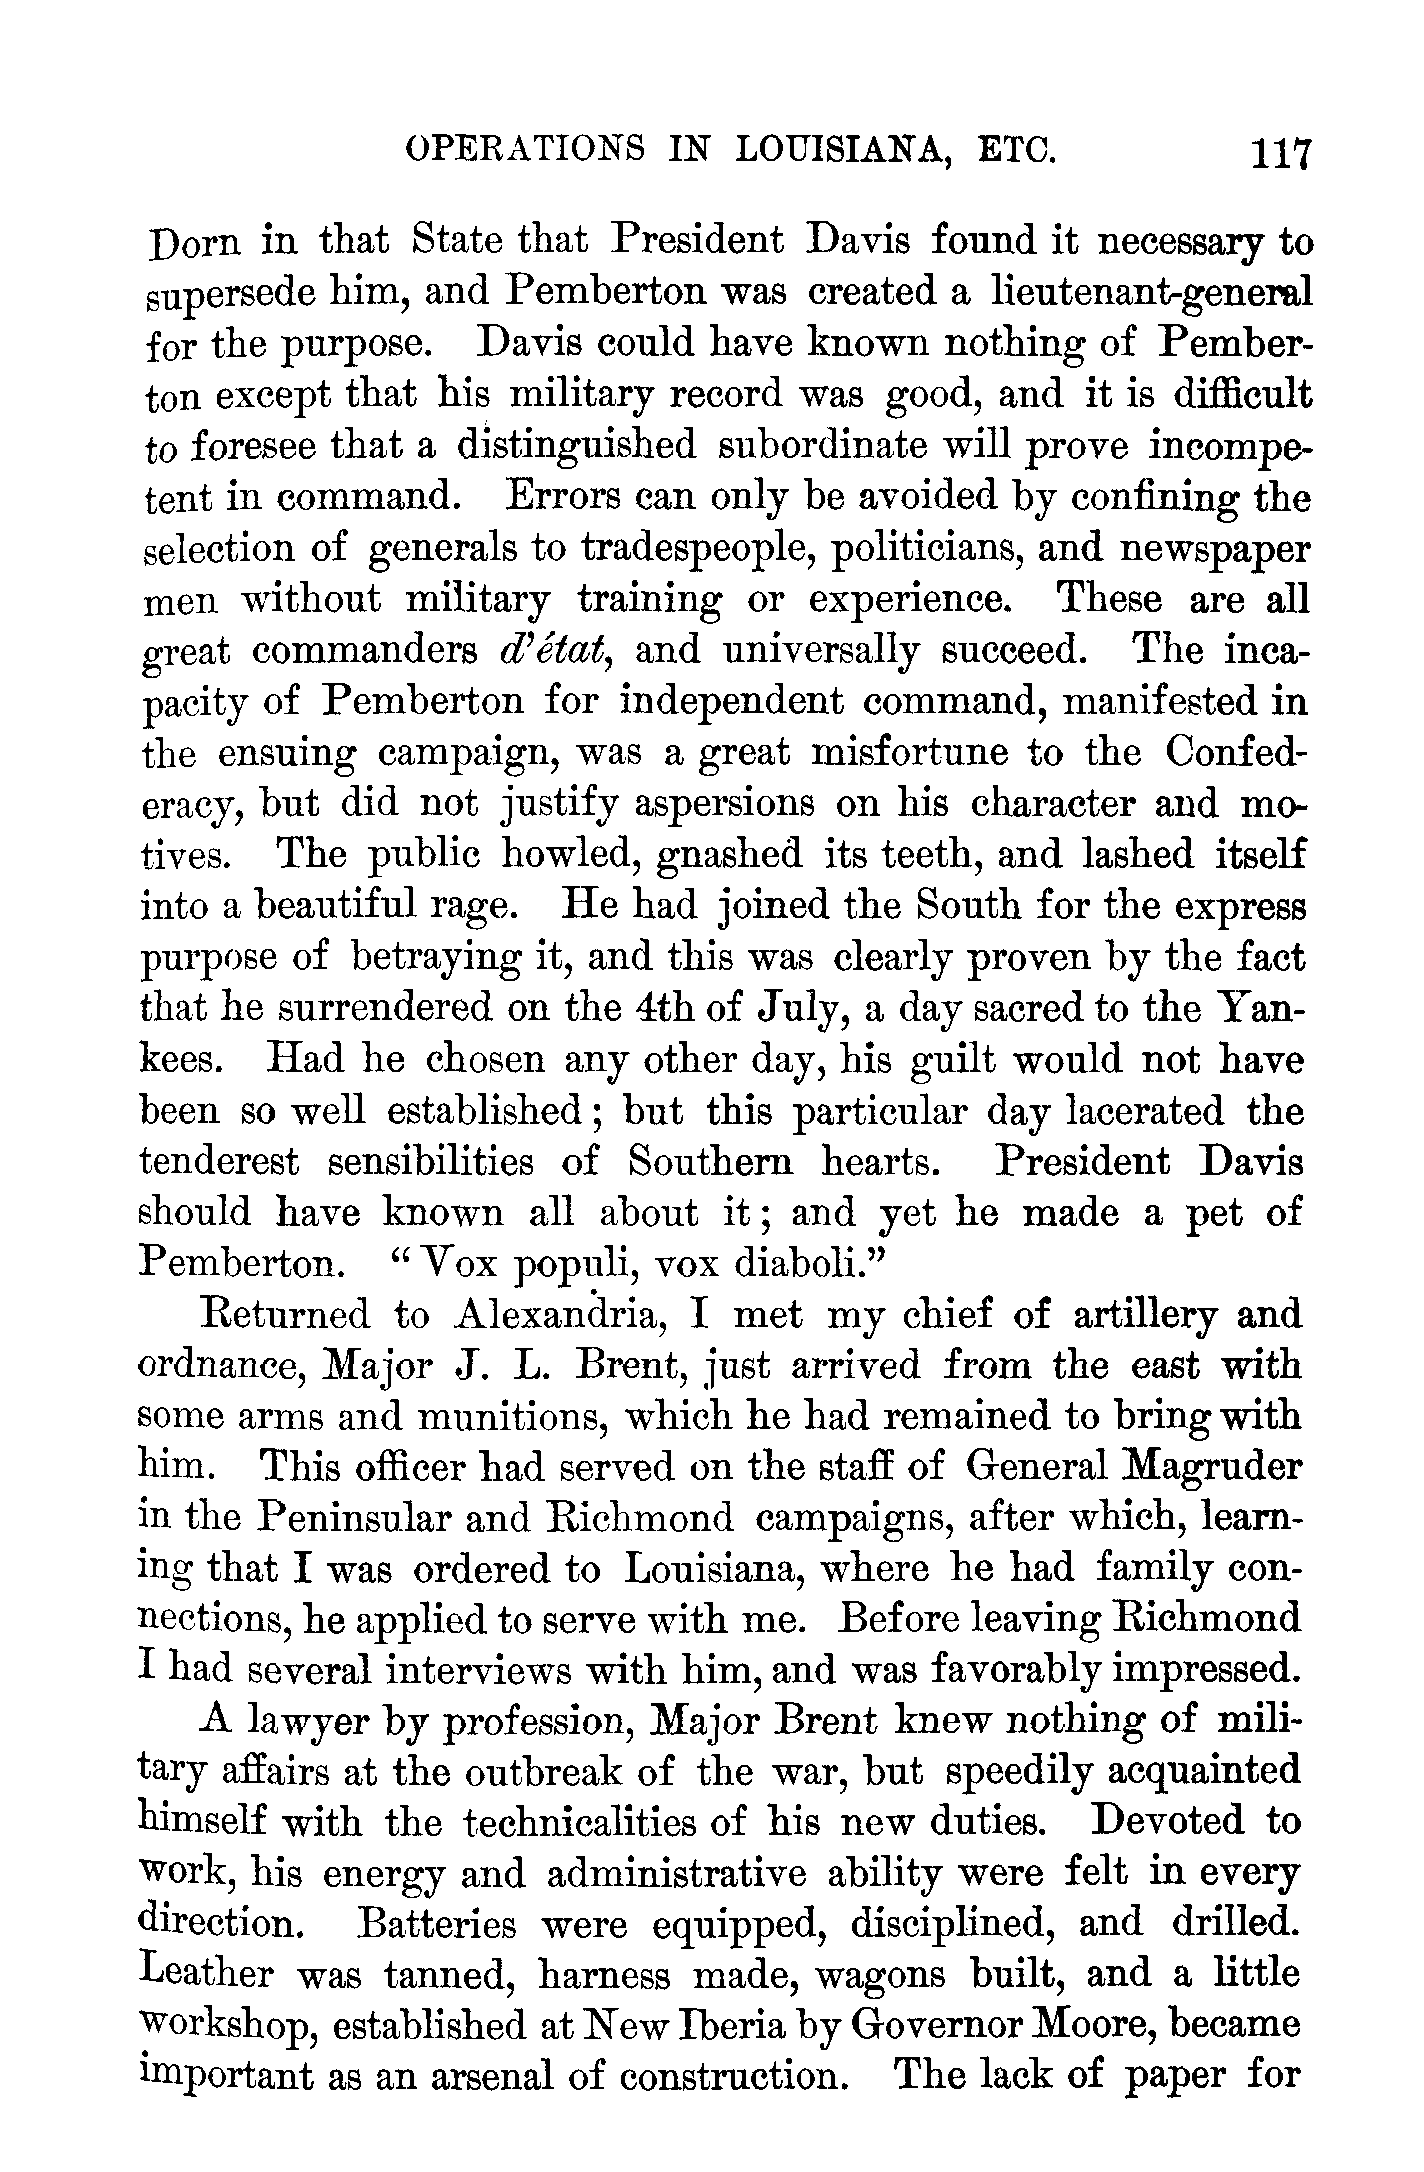 OPERATIONS IN LOUISIANA, ETC. 117
Dorn in that State that President Davis found it necessary to
supersede him, and Pemberton was created a lieutenant-general
for the purpose. Davis could have known nothing of Pember-
ton except that his military record was good, and it is difficult
to foresee that a distinguished subordinate will prove incompe-
tent in command. Errors can only be avoided by confining the
selection of generals to tradespeople, politicians, and newspaper
men without military training or experience. These are all
great commanders d'état, and universally succeed. The inca-
pacity of Pemberton for independent command, manifested in
the ensuing campaign, was a great misfortune to the Confed-
eracy, but did not justify aspersions on his character and mo-
tives. The public howled, gnashed its teeth, and lashed itself
into a beautiful rage. He had joined the South for the express
purpose of betraying it, and this was clearly proven by the fact
that he surrendered on the 4th of July, a day sacred to the Yan-
kees. Had he chosen any other day, his guilt would not have
been so well established; but this particular day lacerated the
tenderest sensibilities of Southern hearts. President Davis
should have known all about it; and yet he made a pet of
Pemberton. "Vox populi, vox diaboli."
Returned to Alexandria, I met my chief of artillery and
ordnance, Major J. L. Brent, just arrived from the east with
some arms and munitions, which he had remained to bring with
him. This officer had served on the staff of General Magruder
in the Peninsular and Richmond campaigns, after which, learn-
ing that I was ordered to Louisiana, where he had family con-
nections, he applied to serve with me. Before leaving Richmond
I had several interviews with him, and was favorably impressed.
A lawyer by profession, Major Brent knew nothing of mili-
tary affairs at the outbreak of the war, but speedily acquainted
himself with the technicalities of his new duties. Devoted to
work, his energy and administrative ability were felt in every
direction. Batteries were equipped, disciplined, and drilled.
Leather was tanned, harness made, wagons built, and a little
workshop, established at New Iberia by Governor Moore, became
important as an arsenal of construction. The lack of paper for